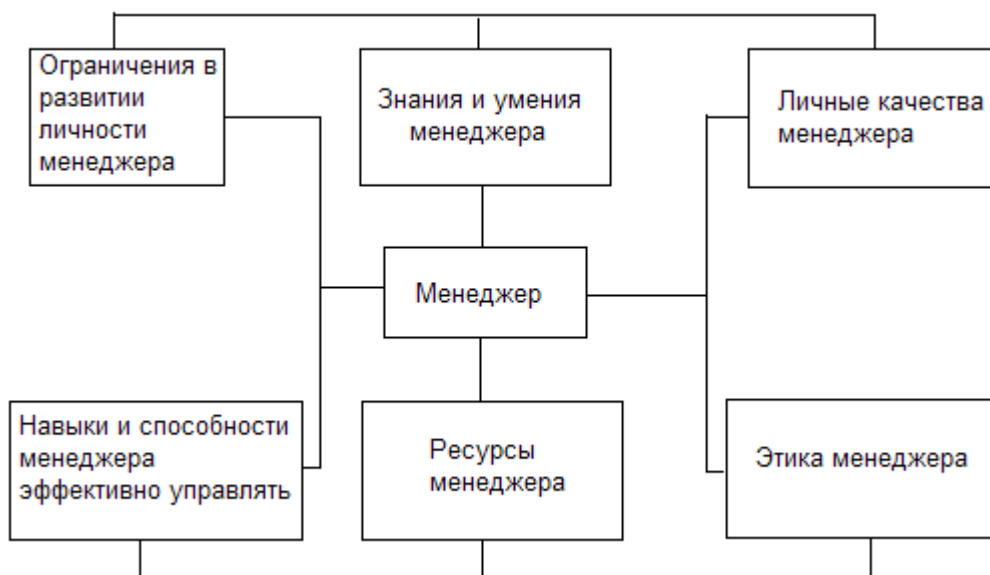 Ограничения в
развитии
личности
менеджера
Знания и умения
менеджера
Личные качества
менеджера
Менеджер
Навыки и способности
менеджера
эффективно управлять
Ресурсы
менеджера
Этика менеджера